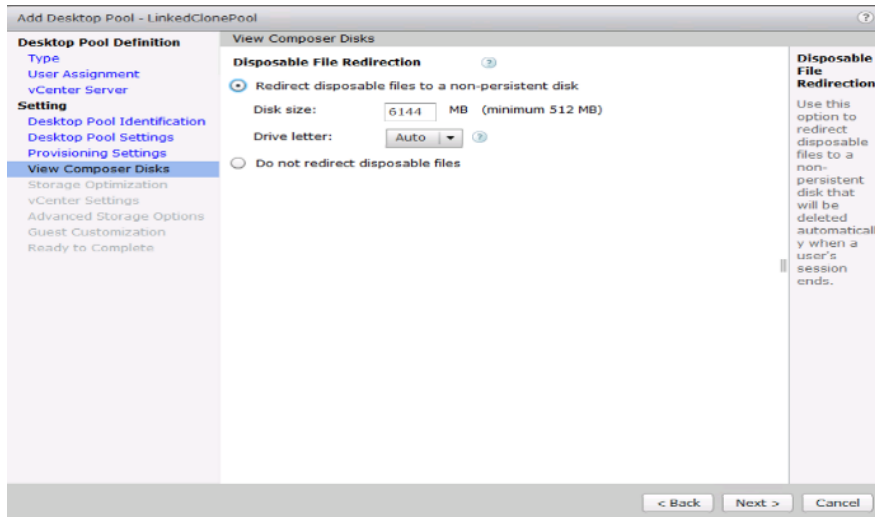 Add Desktop Pool - LinkedClonePool
?
Desktop Pool Definition
Type
User Assignment
vCenter Server
Setting
Desktop Pool Identification
Desktop Pool Settings
Provisioning Settings
View Composer Disks
Storage Optimization
vCenter Settings
Advanced Storage Options
Guest Customization
Ready to Complete
View Composer Disks
Disposable File Redirection ?
Redirect disposable files to a non-persistent disk
Disk size: 6144 MB (minimum 512 MB)
Drive letter: Auto ?
Do not redirect disposable files
Disposable
File
Redirection
Use this
option to
redirect
disposable
files to a
non-
persistent
disk that
will be
deleted
automaticall
y when a
user's
session
ends.
< Back Next > Cancel